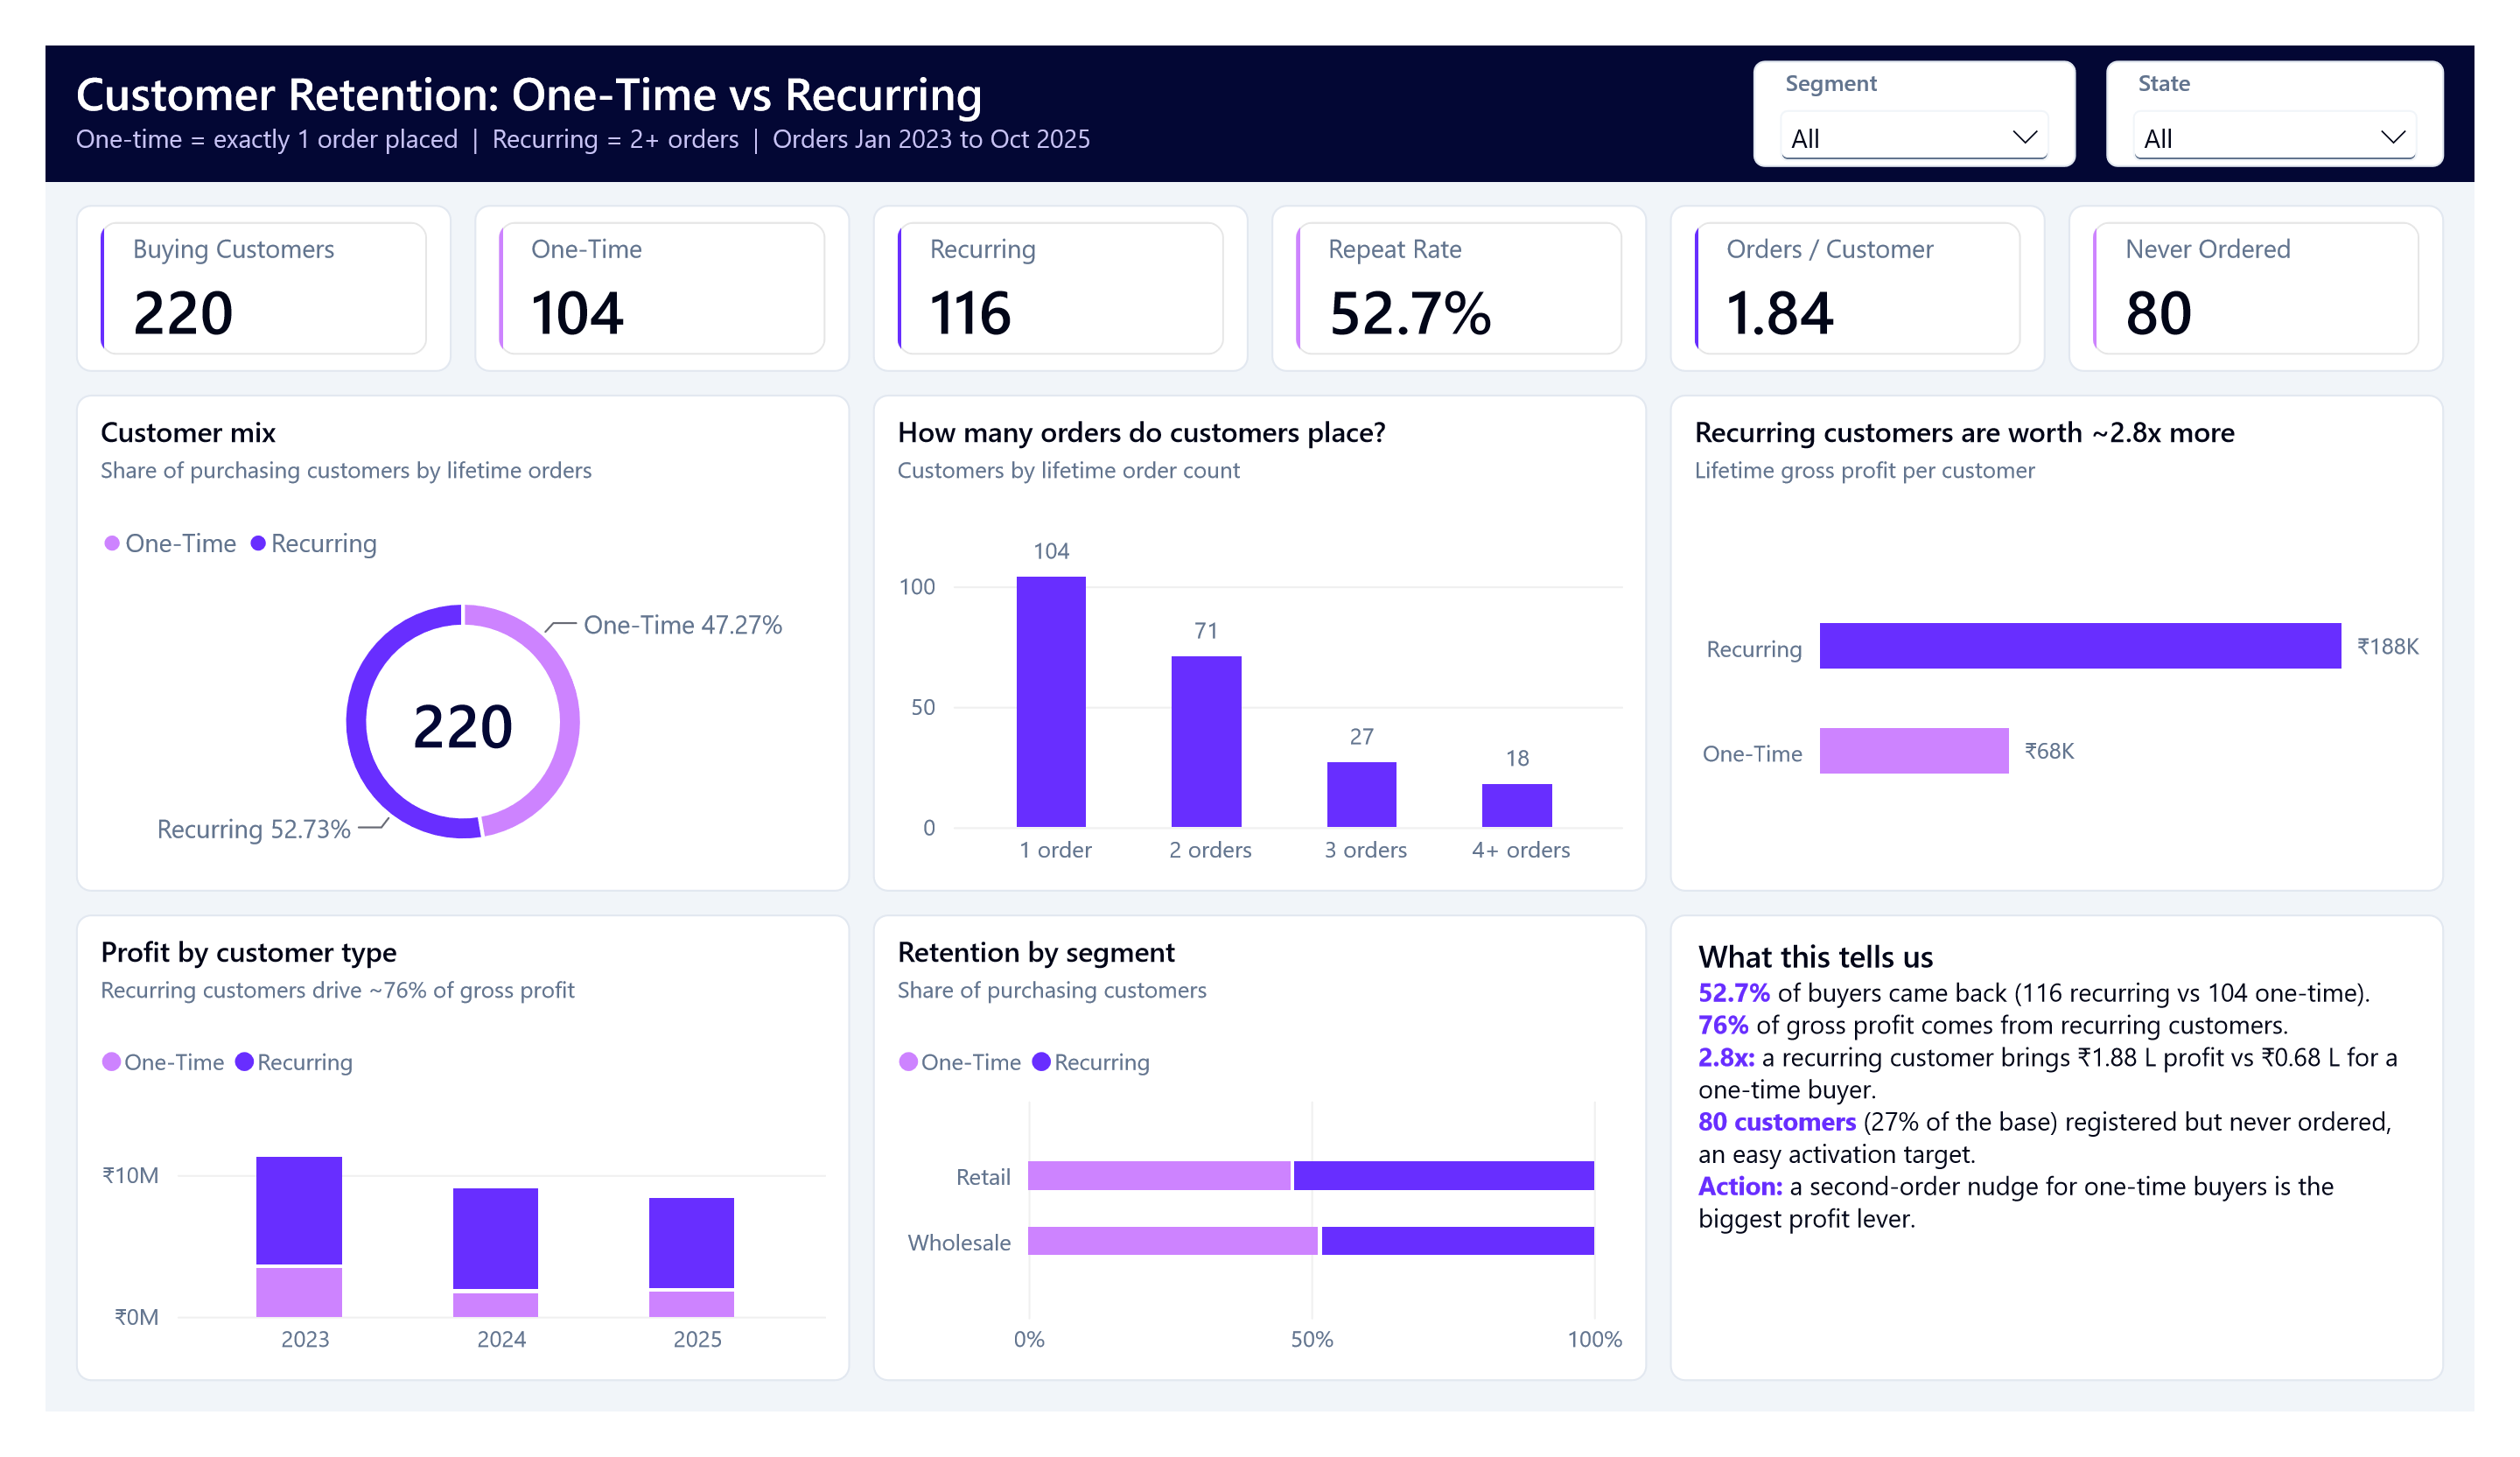 Customer Retention: One-Time vs Recurring
One-time = exactly 1 order placed | Recurring = 2+ orders | Orders Jan 2023 to Oct 2025
Segment
All
State
All
Buying Customers
220
One-Time
104
Recurring
116
Repeat Rate
52.7%
Orders / Customer
1.84
Never Ordered
80
Customer mix
Share of purchasing customers by lifetime orders
One-Time Recurring
One-Time 47.27%
220
Recurring 52.73%
How many orders do customers place?
Customers by lifetime order count
104
100
71
50
27
18
0
1 order 2 orders 3 orders 4+ orders
Recurring customers are worth ~2.8x more
Lifetime gross profit per customer
Recurring ₹188K
One-Time ₹68K
Profit by customer type
Recurring customers drive ~76% of gross profit
One-Time Recurring
₹10M
₹0M
2023 2024 2025
Retention by segment
Share of purchasing customers
One-Time Recurring
Retail
Wholesale
0% 50% 100%
What this tells us
52.7% of buyers came back (116 recurring vs 104 one-time).
76% of gross profit comes from recurring customers.
2.8x: a recurring customer brings ₹1.88 L profit vs ₹0.68 L for a
one-time buyer.
80 customers (27% of the base) registered but never ordered,
an easy activation target.
Action: a second-order nudge for one-time buyers is the
biggest profit lever.